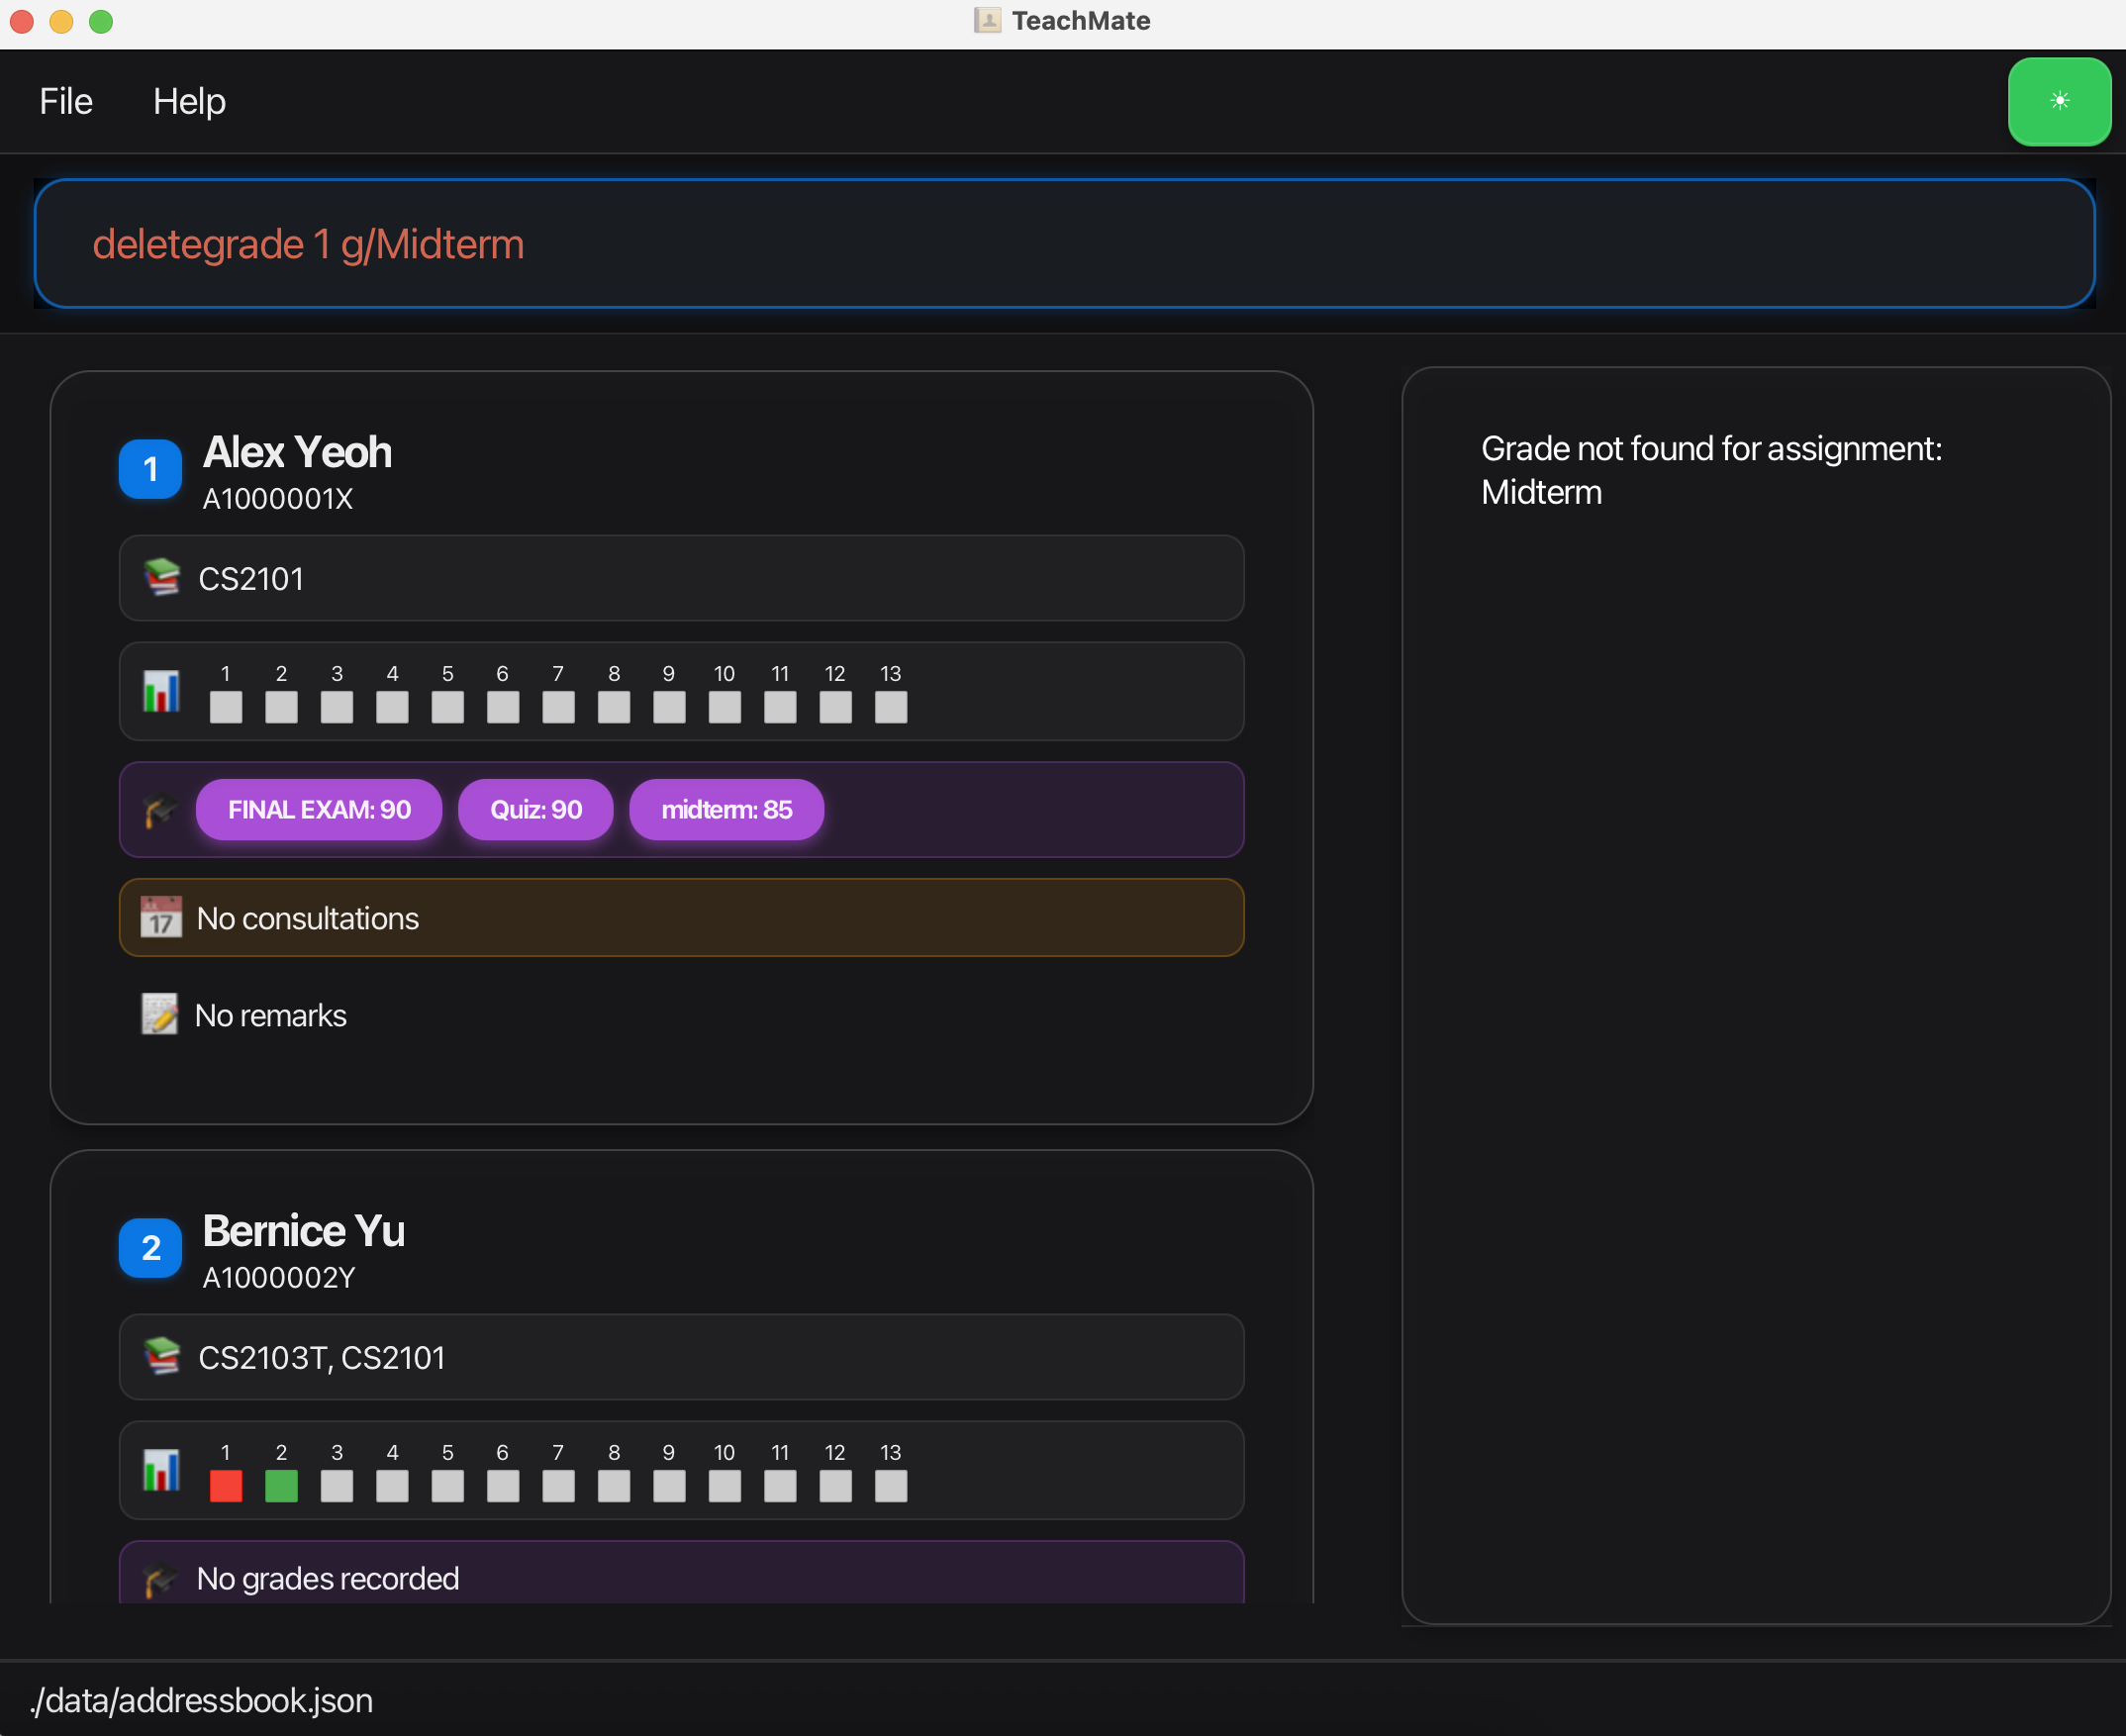 TeachMate
File Help
deletegrade 1 g/Midterm
1 Alex Yeoh
A1000001X
CS2101
1 2 3 4 5 6 7 8 9 10 11 12 13
FINAL EXAM: 90 Quiz: 90 midterm: 85
17 No consultations
No remarks
2 Bernice Yu
A1000002Y
CS2103T, CS2101
1 2 3 4 5 6 7 8 9 10 11 12 13
No grades recorded
Grade not found for assignment:
Midterm
./data/addressbook.json